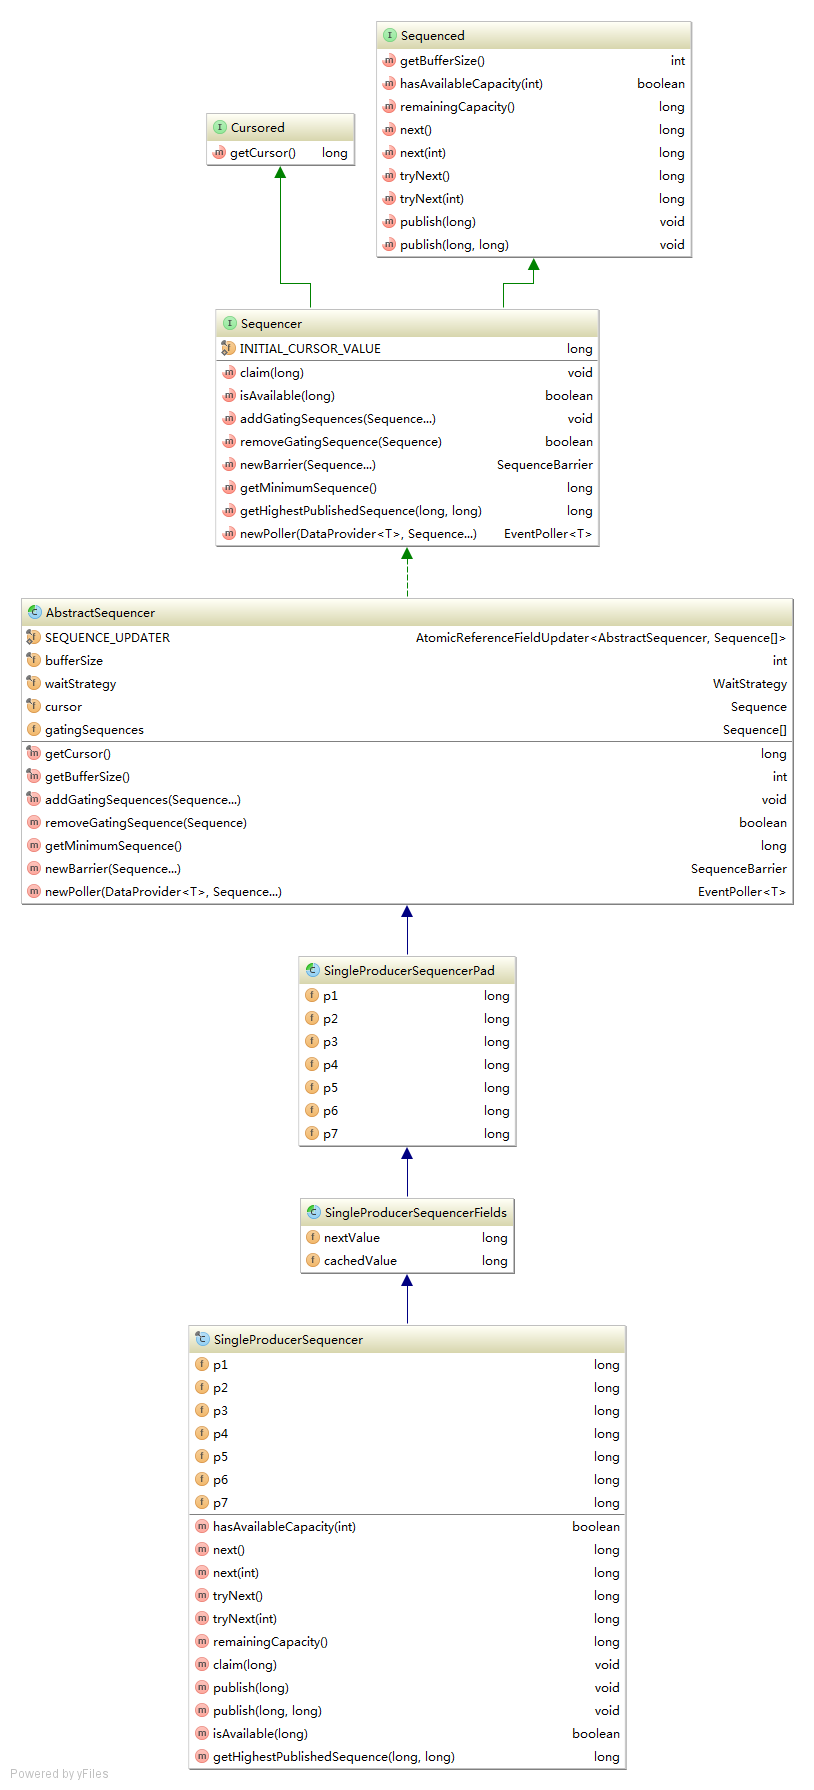 Sequenced
getBufferSize() int
hasAvailableCapacity(int) boolean
remainingCapacity() long
next() long
next(int) long
tryNext() long
tryNext(int) long
publish(long) void
publish(long, long) void
Cursored
getCursor() long
Sequencer
INITIAL_CURSOR_VALUE long
claim(long) void
isAvailable(long) boolean
addGatingSequences(Sequence...) void
removeGatingSequence(Sequence) boolean
newBarrier(Sequence...) SequenceBarrier
getMinimumSequence() long
getHighestPublishedSequence(long, long) long
newPoller(DataProvider<T>, Sequence...) EventPoller<T>
AbstractSequencer
SEQUENCE_UPDATER AtomicReferenceFieldUpdater<AbstractSequencer, Sequence[]>
bufferSize int
waitStrategy WaitStrategy
cursor Sequence
gatingSequences Sequence[]
getCursor() long
getBufferSize() int
addGatingSequences(Sequence...) void
removeGatingSequence(Sequence) boolean
getMinimumSequence() long
newBarrier(Sequence...) SequenceBarrier
newPoller(DataProvider<T>, Sequence...) EventPoller<T>
SingleProducerSequencerPad
p1 long
p2 long
p3 long
p4 long
p5 long
p6 long
p7 long
SingleProducerSequencerFields
nextValue long
cachedValue long
SingleProducerSequencer
p1 long
p2 long
p3 long
p4 long
p5 long
p6 long
p7 long
hasAvailableCapacity(int) boolean
next() long
next(int) long
tryNext() long
tryNext(int) long
remainingCapacity() long
claim(long) void
publish(long) void
publish(long, long) void
isAvailable(long) boolean
getHighestPublishedSequence(long, long) long
Powered by yFiles